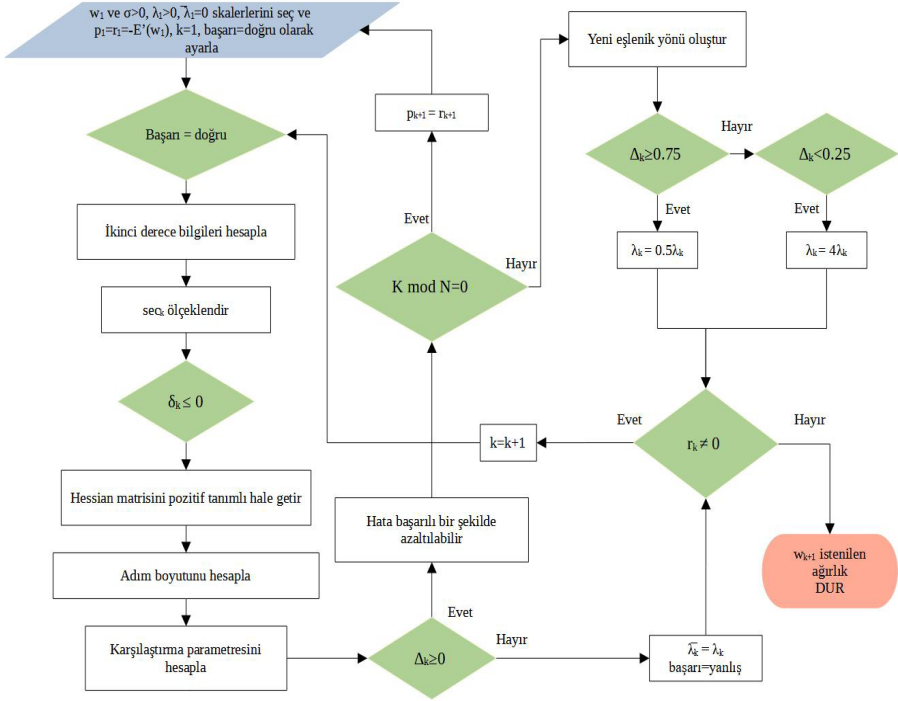 w₁ ve σ>0, λ₁>0, λ̅₁=0 skalerlerini seç ve
p₁=r₁=-E’(w₁), k=1, başarı=doğru olarak
ayarla
Başarı = doğru
İkinci derece bilgileri hesapla
secₖ ölçeklendir
δₖ ≤ 0
Hessian matrisini pozitif tanımlı hale getir
Adım boyutunu hesapla
Karşılaştırma parametresini
hesapla
Δₖ≥0
Evet
Hayır
Hata başarılı bir şekilde
azaltılabilir
K mod N=0
Evet
Hayır
pₖ₊₁ = rₖ₊₁
Yeni eşlenik yönü oluştur
Δₖ≥0.75
Hayır
Δₖ<0.25
Evet
Evet
λₖ = 0.5λₖ
λₖ = 4λₖ
rₖ ≠ 0
Evet
Hayır
k=k+1
λ̅ₖ = λₖ
başarı=yanlış
wₖ₊₁ istenilen
ağırlık
DUR